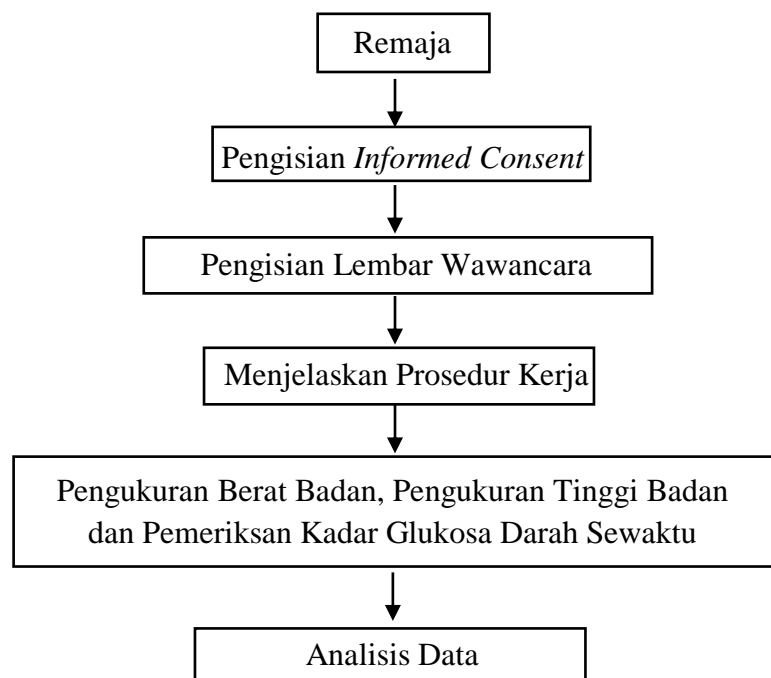 Remaja
Pengisian Informed Consent
Pengisian Lembar Wawancara
Menjelaskan Prosedur Kerja
Pengukuran Berat Badan, Pengukuran Tinggi Badan
dan Pemeriksan Kadar Glukosa Darah Sewaktu
Analisis Data